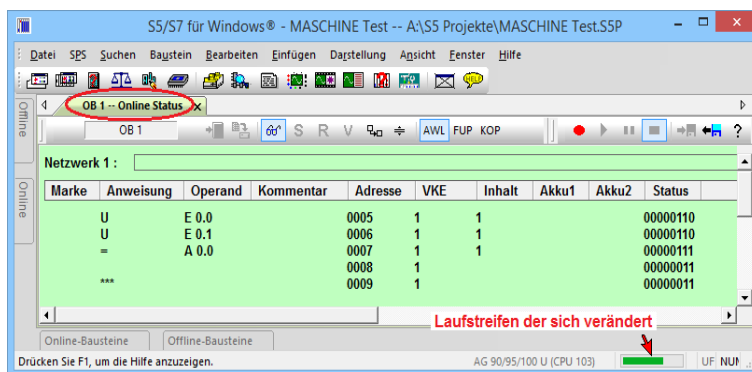 S5/S7 für Windows® - MASCHINE Test -- A:\S5 Projekte\MASCHINE Test.S5P
Datei SPS Suchen Baustein Bearbeiten Einfügen Darstellung Ansicht Fenster Hilfe
OB 1 -- Online Status
Offline
OB 1 S R V AWL FUP KOP ?
Netzwerk 1 :
Online
Marke Anweisung Operand Kommentar Adresse VKE Inhalt Akku1 Akku2 Status
U E 0.0 0005 1 1 00000110
U E 0.1 0006 1 1 00000110
= A 0.0 0007 1 1 00000111
0008 1 00000011
*** 0009 1 00000011
Laufstreifen der sich verändert
Online-Bausteine Offline-Bausteine
Drücken Sie F1, um die Hilfe anzuzeigen. AG 90/95/100 U (CPU 103) UF NUM